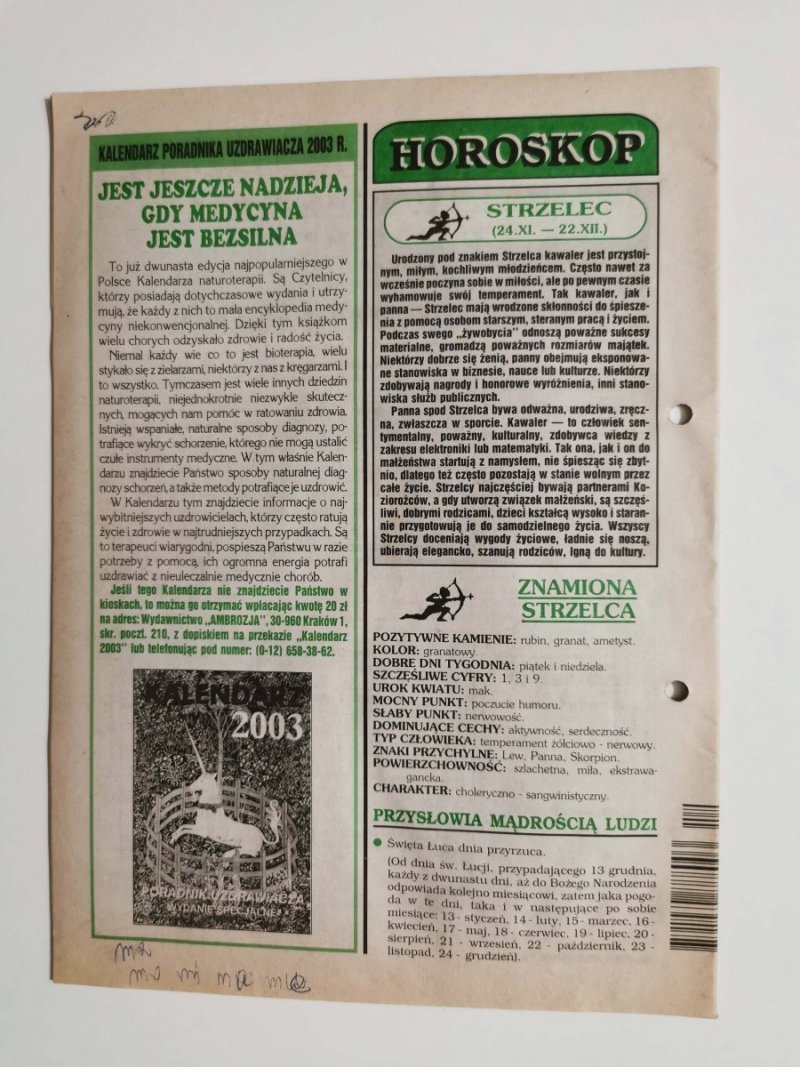 KALENDARZ PORADNIKA UZDRAWIACZA 2003 R.
JEST JESZCZE NADZIEJA,
GDY MEDYCYNA
JEST BEZSILNA
To już dwunasta edycja najpopularniejszego w
Polsce Kalendarza naturoterapii. Są Czytelnicy,
którzy posiadają dotychczasowe wydania i utrzy-
mują, że każdy z nich to mała encyklopedia medy-
cyny niekonwencjonalnej. Dzięki tym książkom
wielu chorych odzyskało zdrowie i radość życia.
Niemal każdy wie co to jest bioterapia, wielu
stykało się z zielarzami, niektórzy z nas z kręgarzami. I
to wszystko. Tymczasem jest wiele innych dziedzin
naturoterapii, niejednokrotnie niezwykle skutecz-
nych, mogących nam pomóc w ratowaniu zdrowia.
Istnieją wspaniałe, naturalne sposoby diagnozy, po-
trafiące wykryć schorzenie, którego nie mogą ustalić
czułe instrumenty medyczne. W tym właśnie Kalen-
darzu znajdziecie Państwo sposoby naturalnej diag-
nozy schorzeń, a także metody potrafiące je uzdrowić.
W Kalendarzu tym znajdziecie informacje o naj-
wybitniejszych uzdrowicielach, którzy często ratują
życie i zdrowie w najtrudniejszych przypadkach. Są
to terapeuci wiarygodni, pospieszą Państwu w razie
potrzeby z pomocą, ich ogromna energia potrafi
uzdrawiać z nieuleczalnie medycznie chorób.
Jeśli tego Kalendarza nie znajdziecie Państwo w
kioskach, to można go otrzymać wpłacając kwotę 20 zł
na adres: Wydawnictwo „AMBROZJA", 30-960 Kraków 1,
skr. poczt. 210, z dopiskiem na przekazie „Kalendarz
2003" lub telefonując pod numer: (0-12) 658-38-62.
KALENDARZ
2003
PORADNIK UZDRAWIACZA
WYDANIE SPECJALNE
HOROSKOP
STRZELEC
(24.XI. — 22.XII.)
Urodzony pod znakiem Strzelca kawaler jest przystoj-
nym, miłym, kochliwym młodzieńcem. Często nawet za
wcześnie poczyna sobie w miłości, ale po pewnym czasie
wyhamowuje swój temperament. Tak kawaler, jak i
panna — Strzelec mają wrodzone skłonności do śpiesze-
nia z pomocą osobom starszym, steranym pracą i życiem.
Podczas swego „żywobycia" odnoszą poważne sukcesy
materialne, gromadzą poważnych rozmiarów majątek.
Niektórzy dobrze się żenią, panny obejmują eksponowa-
ne stanowiska w biznesie, nauce lub kulturze. Niektórzy
zdobywają nagrody i honorowe wyróżnienia, inni stano-
wiska służb publicznych.
Panna spod Strzelca bywa odważna, urodziwa, zręcz-
na, zwłaszcza w sporcie. Kawaler — to człowiek sen-
tymentalny, poważny, kulturalny, zdobywca wiedzy z
zakresu elektroniki lub matematyki. Tak ona, jak i on do
małżeństwa startują z namysłem, nie śpiesząc się zbyt-
nio, dlatego też często pozostają w stanie wolnym przez
całe życie. Strzelcy najczęściej bywają partnerami Ko-
ziorożców, a gdy utworzą związek małżeński, są szczęś-
liwi, dobrymi rodzicami, dzieci kształcą wysoko i staran-
nie przygotowują je do samodzielnego życia. Wszyscy
Strzelcy doceniają wygody życiowe, ładnie się noszą,
ubierają elegancko, szanują rodziców, lgną do kultury.
ZNAMIONA
STRZELCA
POZYTYWNE KAMIENIE: rubin, granat, ametyst.
KOLOR: granatowy.
DOBRE DNI TYGODNIA: piątek i niedziela.
SZCZĘŚLIWE CYFRY: 1, 3 i 9.
UROK KWIATU: mak.
MOCNY PUNKT: poczucie humoru.
SŁABY PUNKT: nerwowość.
DOMINUJĄCE CECHY: aktywność, serdeczność.
TYP CZŁOWIEKA: temperament żółciowo - nerwowy.
ZNAKI PRZYCHYLNE: Lew, Panna, Skorpion.
POWIERZCHOWNOŚĆ: szlachetna, miła, ekstrawa-
gancka.
CHARAKTER: choleryczno - sangwinistyczny.
PRZYSŁOWIA MĄDROŚCIĄ LUDZI
● Święta Łuca dnia przyrzuca.
(Od dnia św. Łucji, przypadającego 13 grudnia,
każdy z dwunastu dni, aż do Bożego Narodzenia
odpowiada kolejno miesiącowi, zatem jaka pogo-
da w te dni, taka i w następujące po sobie
miesiące: 13 - styczeń, 14 - luty, 15 - marzec, 16 -
kwiecień, 17 - maj, 18 - czerwiec, 19 - lipiec, 20 -
sierpień, 21 - wrzesień, 22 - październik, 23 -
listopad, 24 - grudzień).